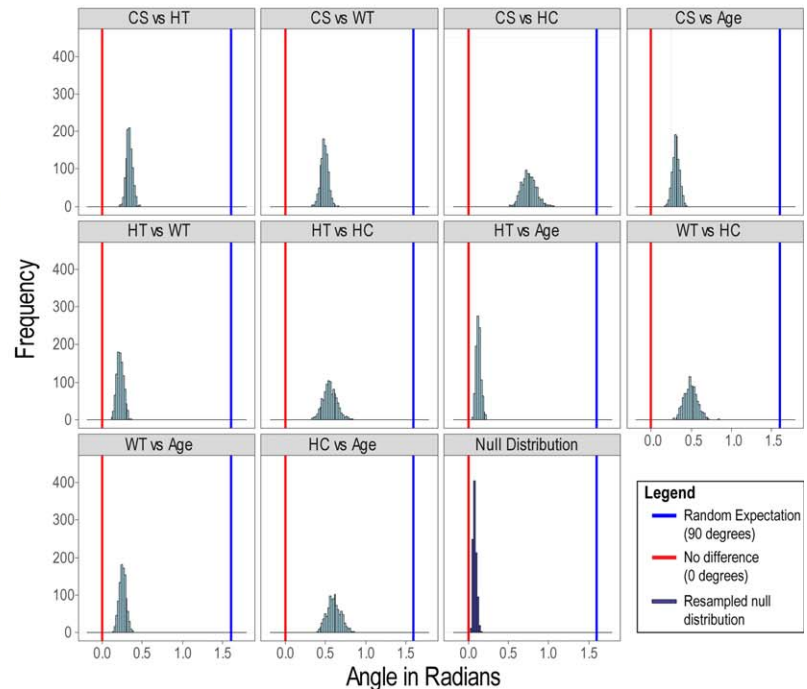 CS vs HT
CS vs WT
CS vs HC
CS vs Age
400
300
200
100
0
HT vs WT
HT vs HC
HT vs Age
WT vs HC
400
300
200
100
0
0.0 0.5 1.0 1.5
WT vs Age
HC vs Age
Null Distribution
400
300
200
100
0
0.0 0.5 1.0 1.5
0.0 0.5 1.0 1.5
0.0 0.5 1.0 1.5
Frequency
Angle in Radians
Legend
Random Expectation
(90 degrees)
No difference
(0 degrees)
Resampled null
distribution